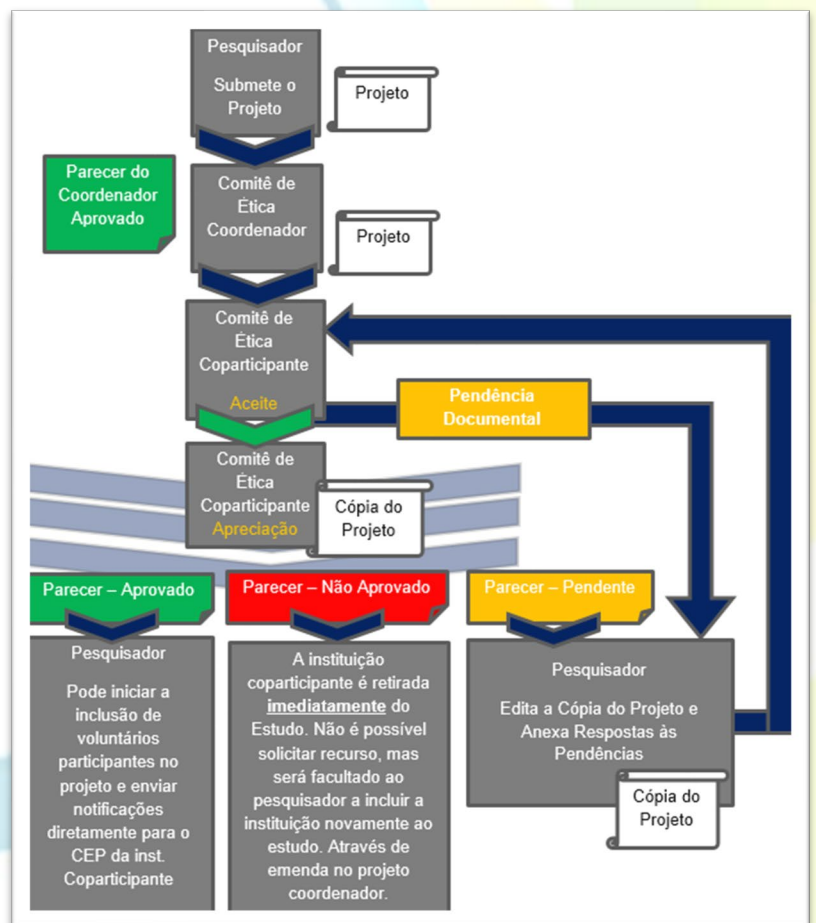 Pesquisador
Submete o
Projeto
Projeto
Parecer do
Coordenador
Aprovado
Comitê de
Ética
Coordenador
Projeto
Comitê de
Ética
Coparticipante
Aceite
Pendência
Documental
Comitê de
Ética
Coparticipante
Apreciação
Cópia do
Projeto
Parecer – Aprovado
Pesquisador
Pode iniciar a
inclusão de
voluntários
participantes no
projeto e enviar
notificações
diretamente para o
CEP da inst.
Coparticipante
Parecer – Não Aprovado
A instituição
coparticipante é retirada
imediatamente do
Estudo. Não é possível
solicitar recurso, mas
será facultado ao
pesquisador a incluir a
instituição novamente ao
estudo. Através de
emenda no projeto
coordenador.
Parecer – Pendente
Pesquisador
Edita a Cópia do Projeto e
Anexa Respostas às
Pendências
Cópia do
Projeto